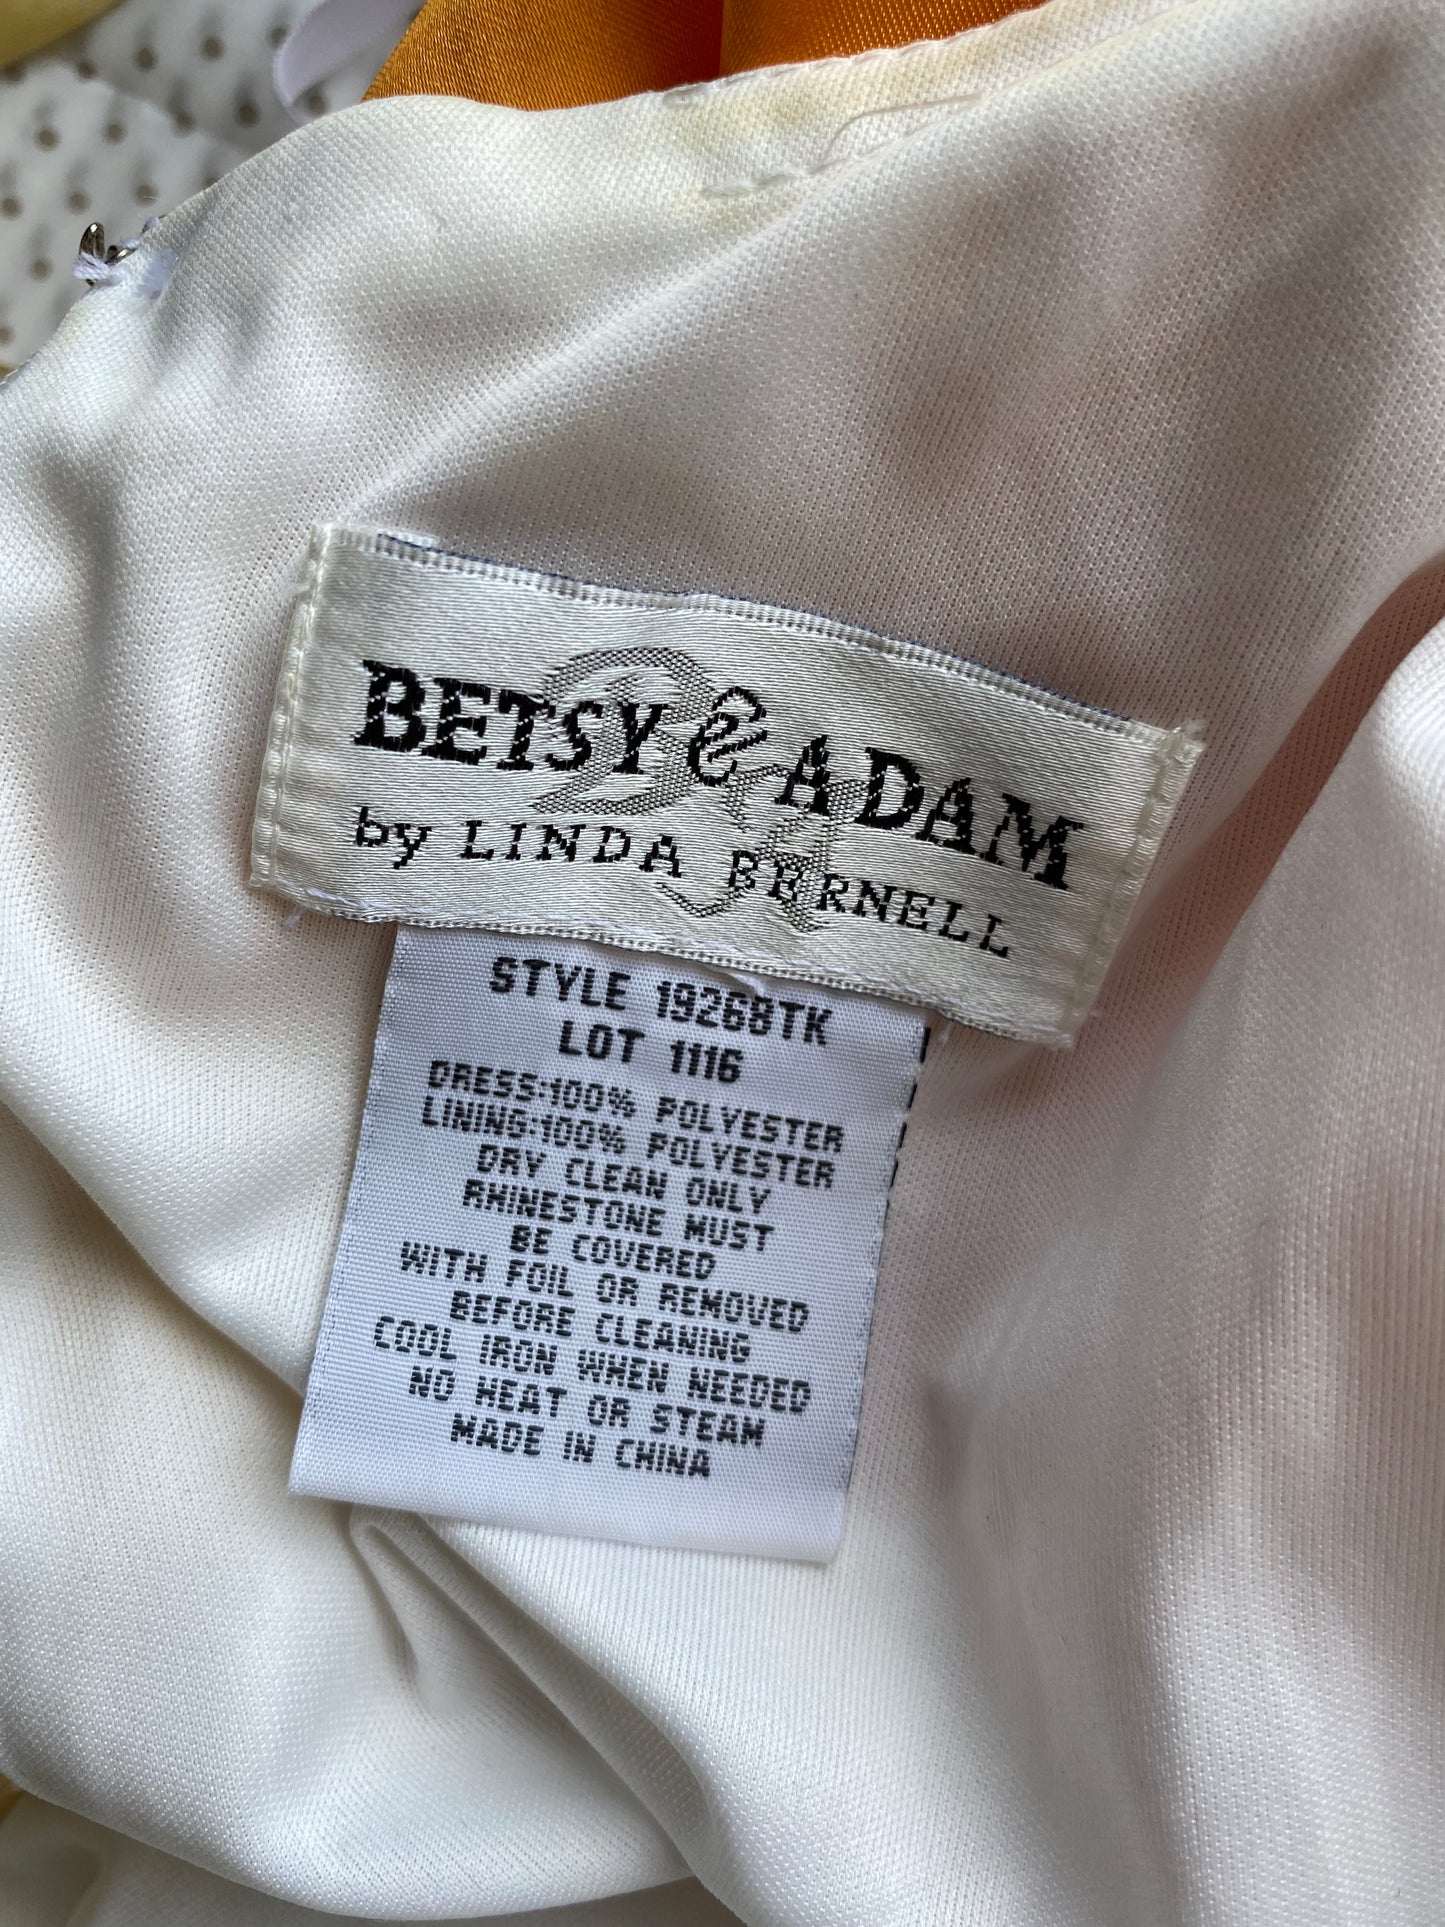 BETSY & ADAM
by LINDA BERNELL
STYLE 19268TK
LOT 1116
DRESS:100% POLYESTER
LINING:100% POLYESTER
DRY CLEAN ONLY
RHINESTONE MUST
BE COVERED
WITH FOIL OR REMOVED
BEFORE CLEANING
COOL IRON WHEN NEEDED
NO HEAT OR STEAM
MADE IN CHINA